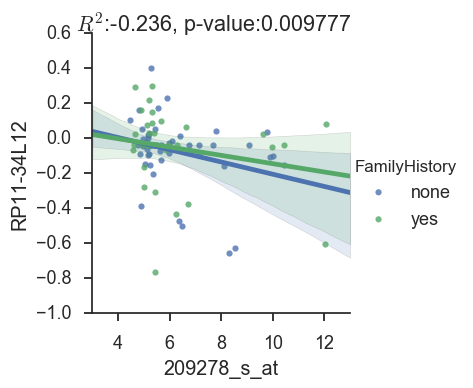 R²:-0.236, p-value:0.009777
0.6
0.4
0.2
0.0
−0.2
−0.4
−0.6
−0.8
−1.0
RP11-34L12
4 6 8 10 12
209278_s_at
FamilyHistory
none
yes